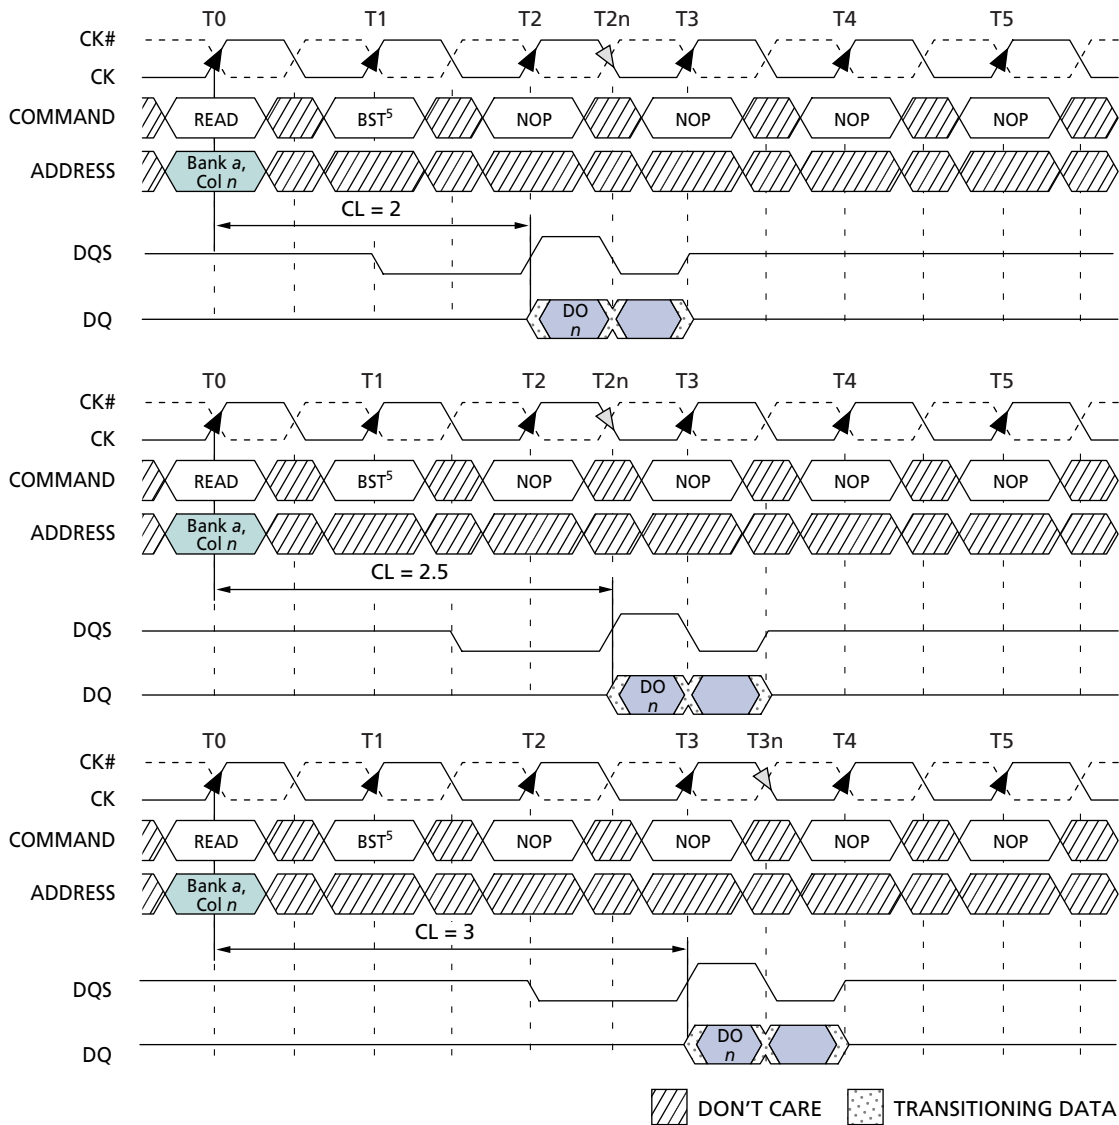 T0 T1 T2 T2n T3 T4 T5
CK#
CK
COMMAND READ BST5 NOP NOP NOP NOP
ADDRESS Bank a, Col n
CL = 2
DQS
DQ DO n
T0 T1 T2 T2n T3 T4 T5
CK#
CK
COMMAND READ BST5 NOP NOP NOP NOP
ADDRESS Bank a, Col n
CL = 2.5
DQS
DQ DO n
T0 T1 T2 T3 T3n T4 T5
CK#
CK
COMMAND READ BST5 NOP NOP NOP NOP
ADDRESS Bank a, Col n
CL = 3
DQS
DQ DO n
DON'T CARE TRANSITIONING DATA